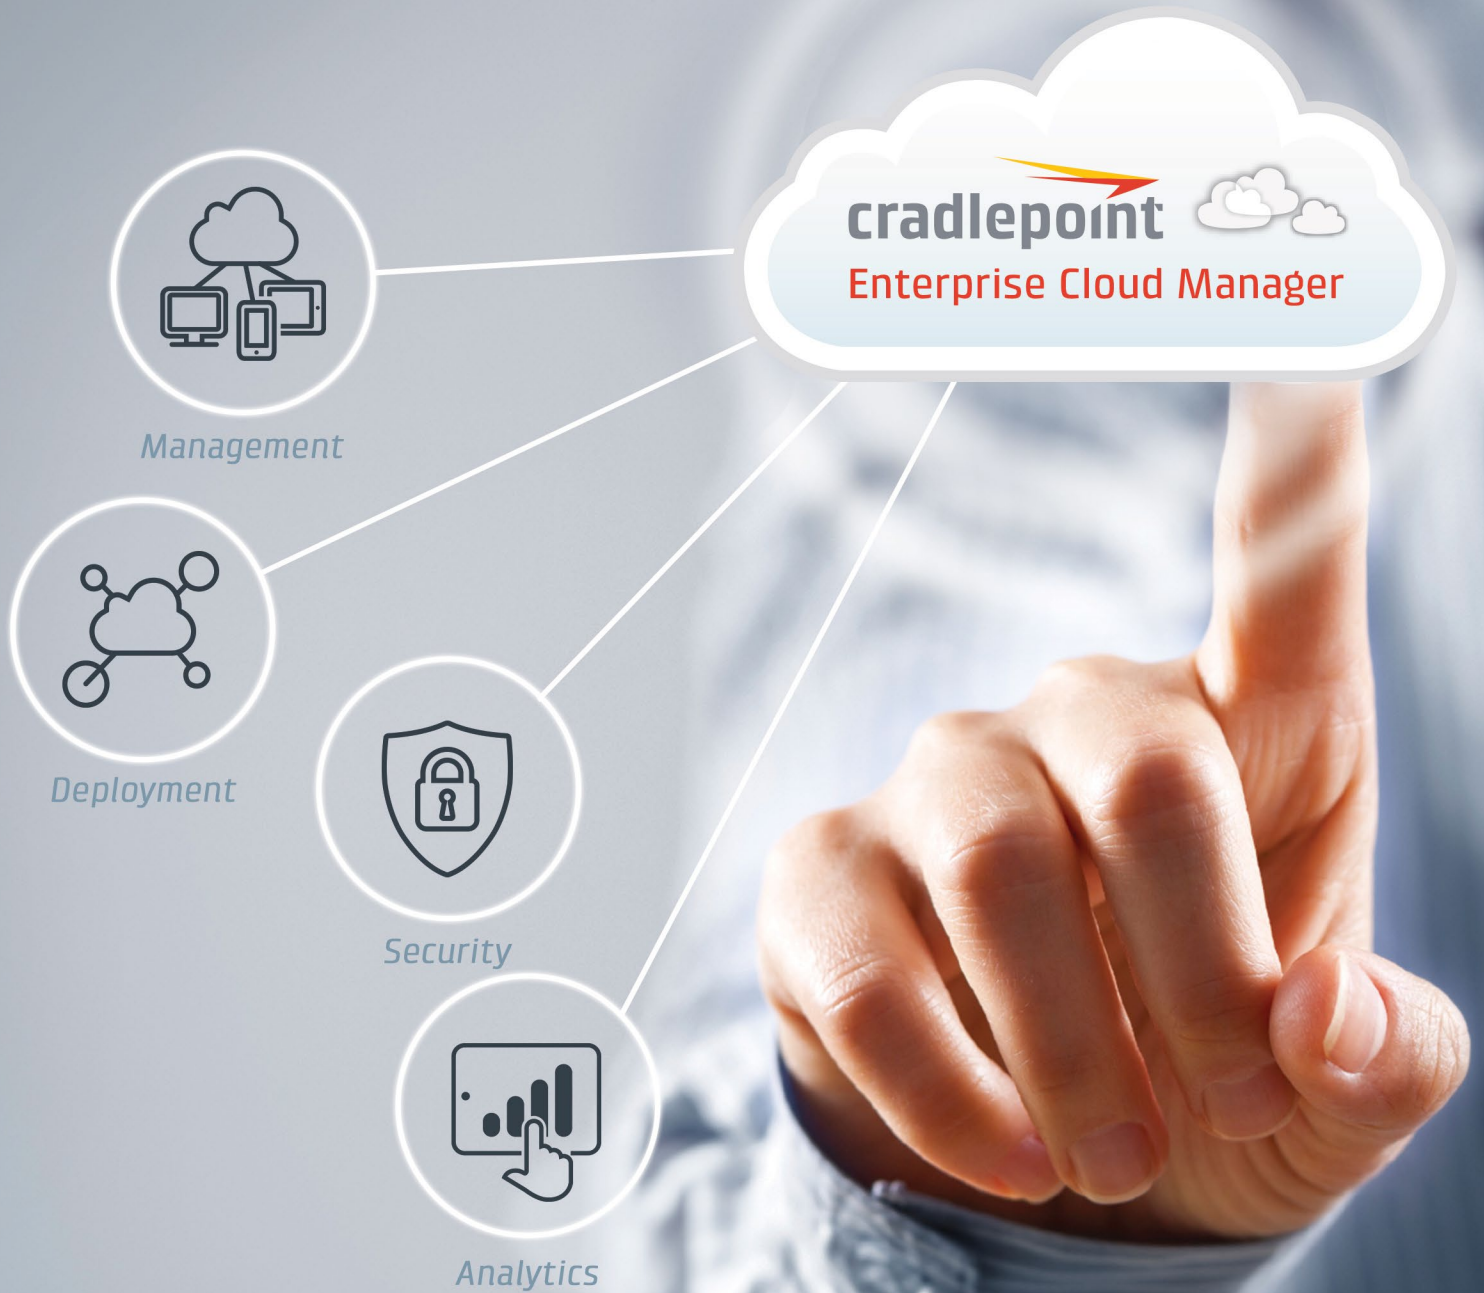 cradlepoint
Enterprise Cloud Manager
Management
Deployment
Security
Analytics